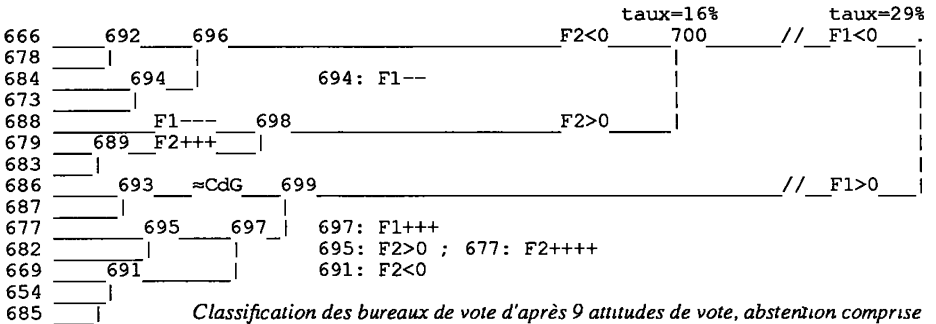 taux=16% taux=29%
666 692 696 F2<0 700 // F1<0 .
678
684 694 694: F1--
673
688 F1--- 698 F2>0
679 689 F2+++
683
686 693 ≈CdG 699 // F1>0
687
677 695 697 697: F1+++
682 695: F2>0 ; 677: F2++++
669 691 691: F2<0
654
685 Classification des bureaux de vote d'après 9 attitudes de vote, abstention comprise